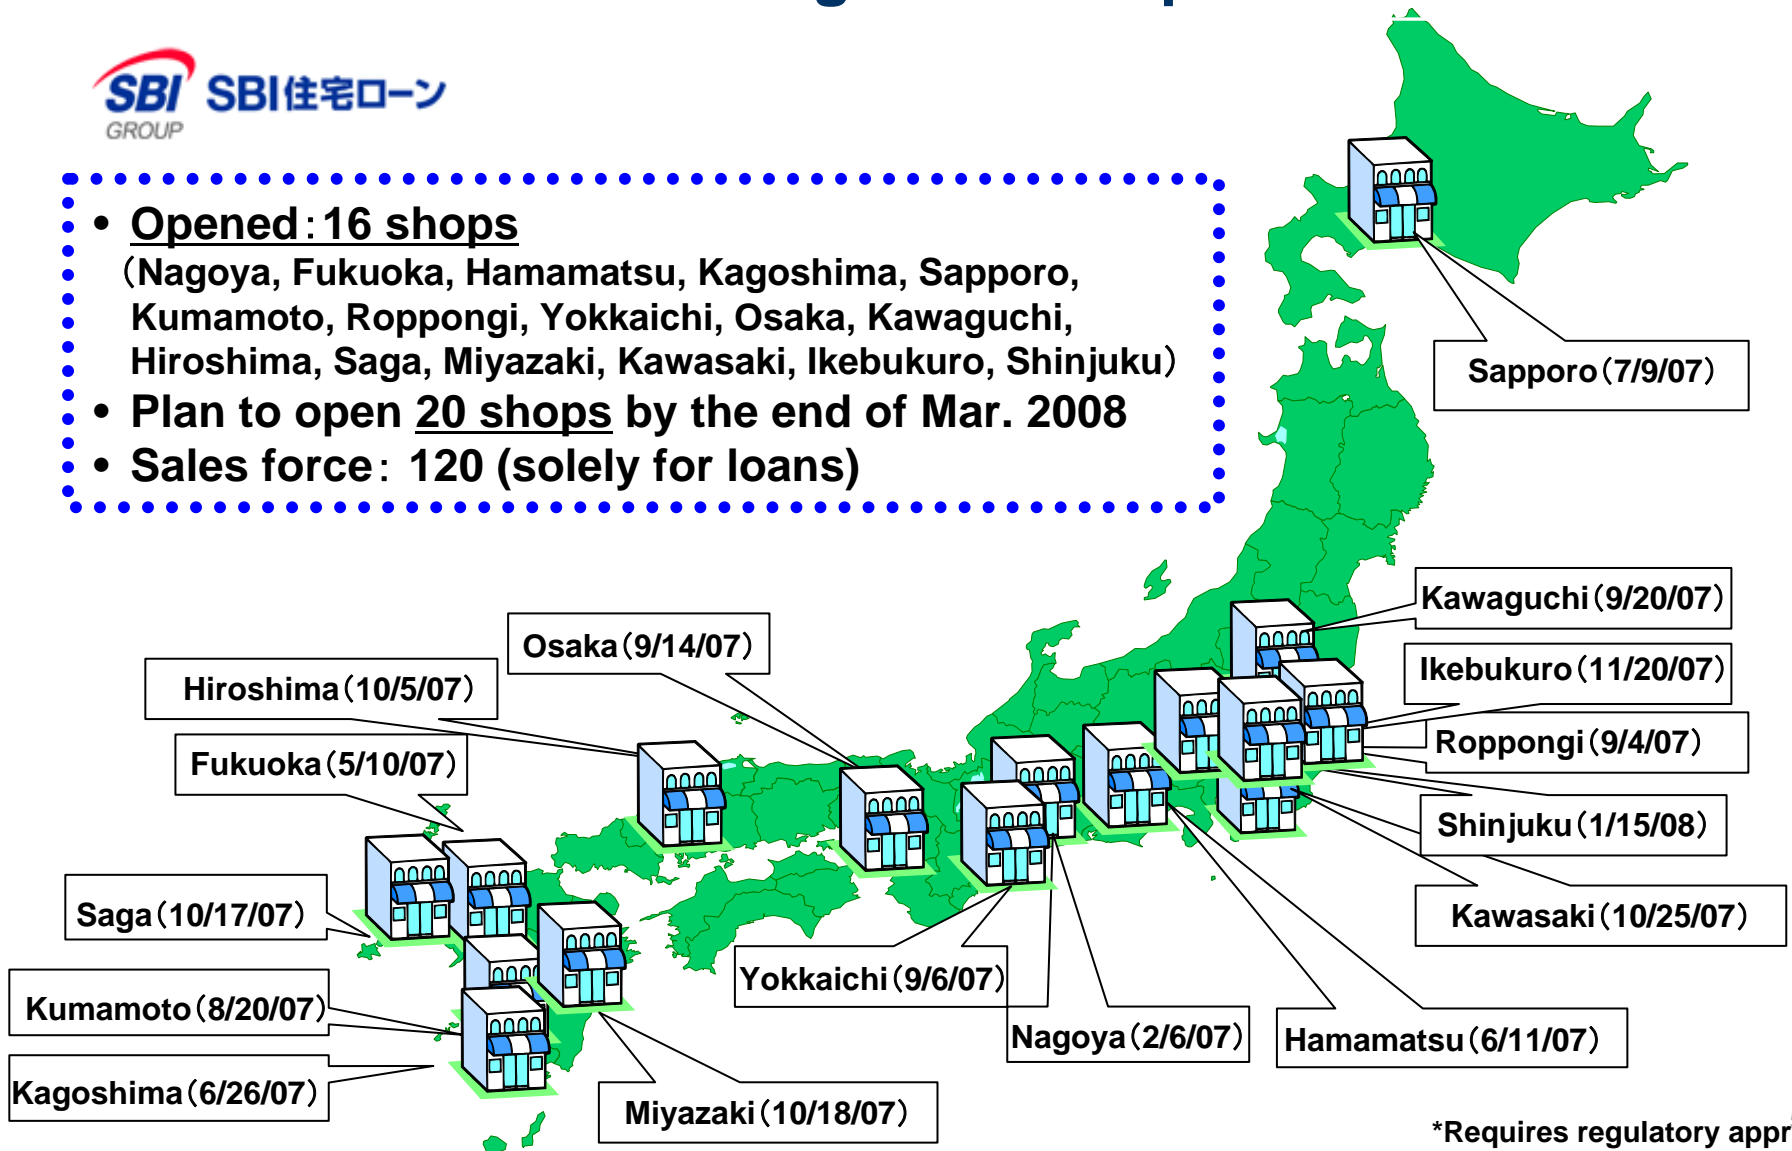 SBI SBI住宅ローン
GROUP
• Opened:16 shops
(Nagoya, Fukuoka, Hamamatsu, Kagoshima, Sapporo,
Kumamoto, Roppongi, Yokkaichi, Osaka, Kawaguchi,
Hiroshima, Saga, Miyazaki, Kawasaki, Ikebukuro, Shinjuku)
• Plan to open 20 shops by the end of Mar. 2008
• Sales force: 120 (solely for loans)
Sapporo(7/9/07)
Kawaguchi(9/20/07)
Osaka(9/14/07)
Ikebukuro(11/20/07)
Hiroshima(10/5/07)
Roppongi(9/4/07)
Fukuoka(5/10/07)
Shinjuku(1/15/08)
Saga(10/17/07)
Kawasaki(10/25/07)
Yokkaichi(9/6/07)
Kumamoto(8/20/07)
Nagoya(2/6/07)
Hamamatsu(6/11/07)
Kagoshima(6/26/07)
Miyazaki(10/18/07)
*Requires regulatory